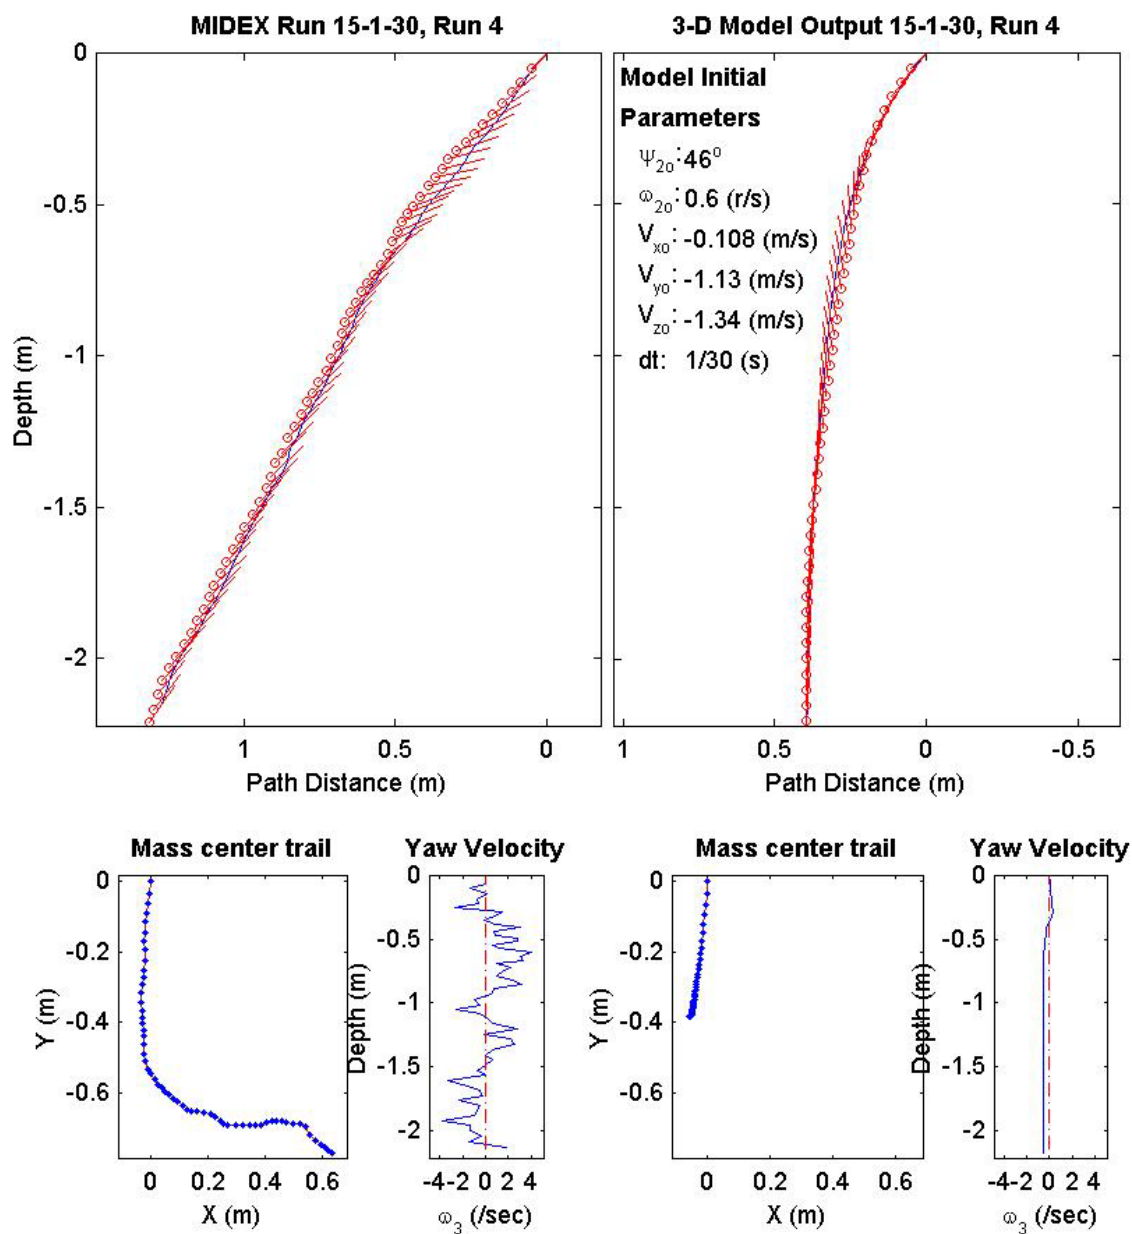 MIDEX Run 15-1-30, Run 4
3-D Model Output 15-1-30, Run 4
0
-0.5
-1
-1.5
-2
Depth (m)
1
0.5
0
Path Distance (m)
Model Initial
Parameters
Ψ2o: 46o
ω2o: 0.6 (r/s)
Vxo: -0.108 (m/s)
Vyo: -1.13 (m/s)
Vzo: -1.34 (m/s)
dt: 1/30 (s)
1
0.5
0
-0.5
Path Distance (m)
Mass center trail
0
-0.2
-0.4
-0.6
Y (m)
0
0.2
0.4
0.6
X (m)
Yaw Velocity
0
-0.5
-1
-1.5
-2
Depth (m)
-4 -2 0 2 4
ω3 (/sec)
Mass center trail
0
-0.2
-0.4
-0.6
Y (m)
0
0.2
0.4
0.6
X (m)
Yaw Velocity
0
-0.5
-1
-1.5
-2
Depth (m)
-4 -2 0 2 4
ω3 (/sec)